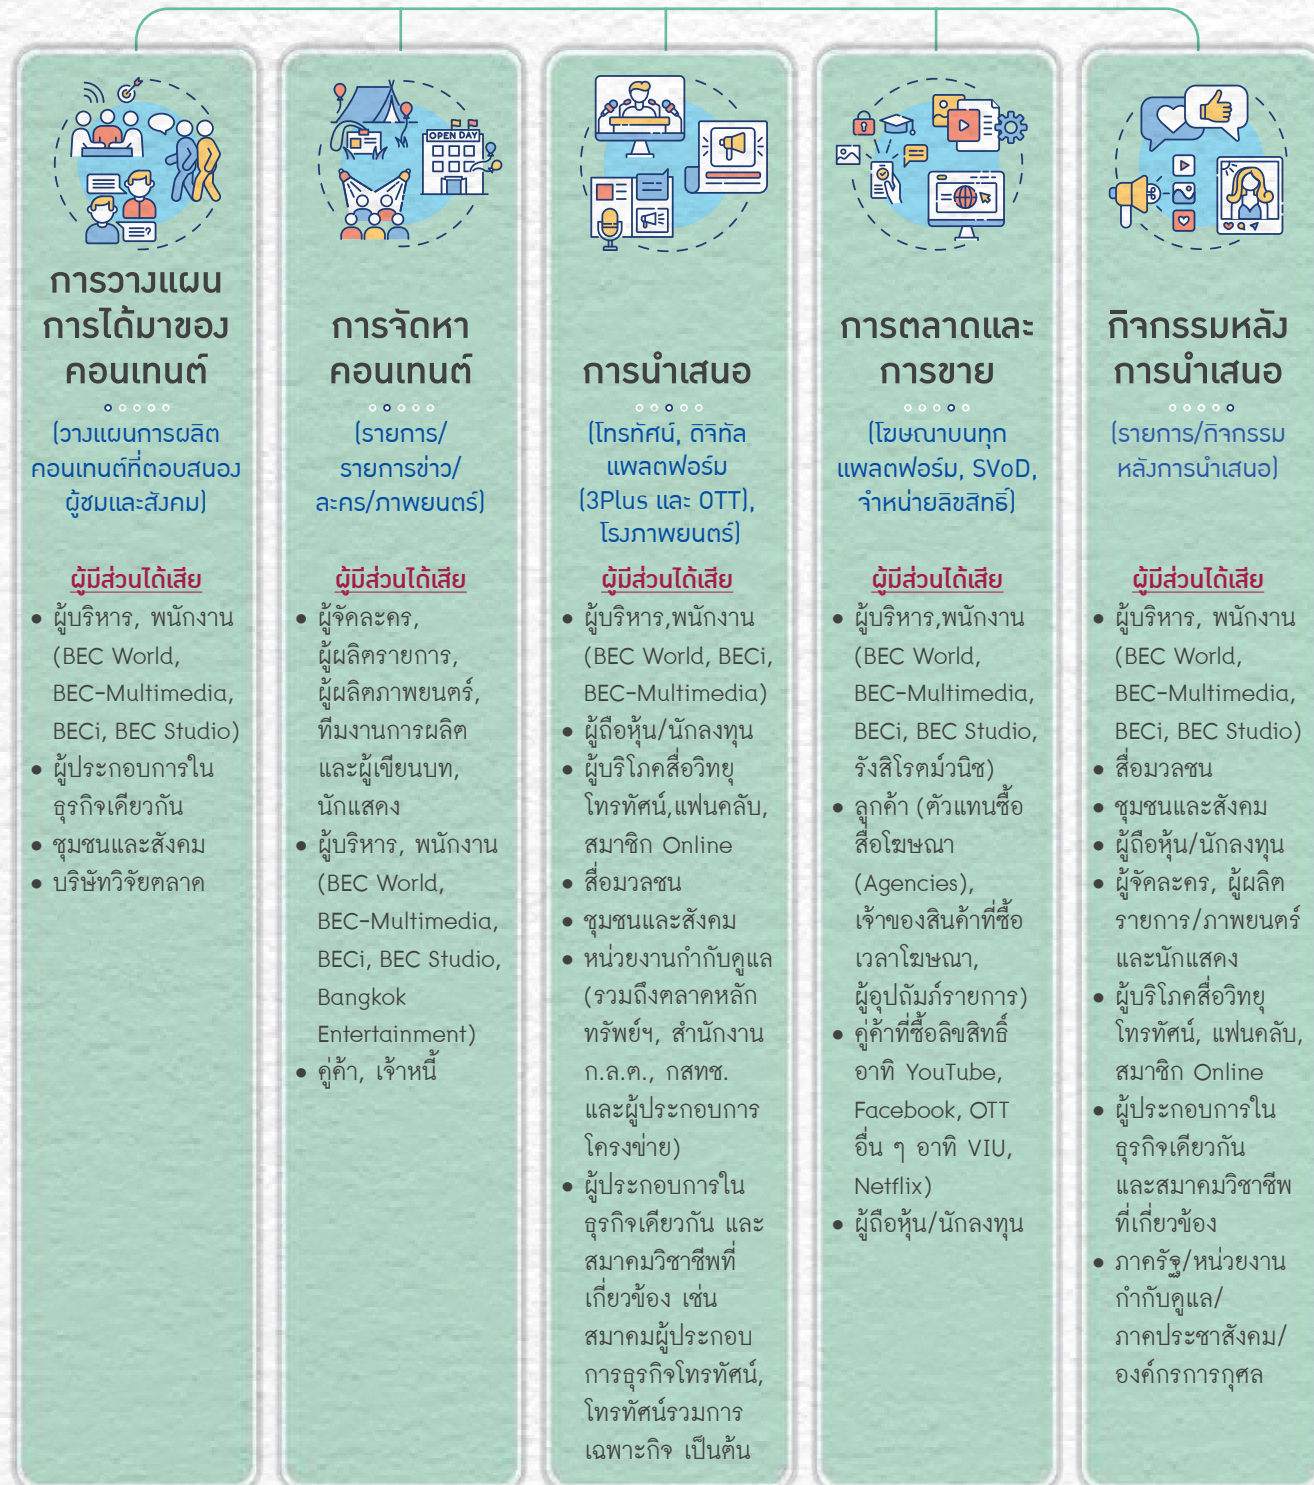 OPEN DAY
การวางแผน
การได้มาของ
คอนเทนต์
(วางแผนการผลิต
คอนเทนต์ที่ตอบสนอง
ผู้ชมและสังคม)
ผู้มีส่วนได้เสีย
• ผู้บริหาร, พนักงาน
(BEC World,
BEC-Multimedia,
BECi, BEC Studio)
• ผู้ประกอบการใน
ธุรกิจเดียวกัน
• ชุมชนและสังคม
• บริษัทวิจัยตลาด
การจัดหา
คอนเทนต์
(รายการ/
รายการข่าว/
ละคร/ภาพยนตร์)
ผู้มีส่วนได้เสีย
• ผู้จัดละคร,
ผู้ผลิตรายการ,
ผู้ผลิตภาพยนตร์,
ทีมงานการผลิต
และผู้เขียนบท,
นักแสดง
• ผู้บริหาร, พนักงาน
(BEC World,
BEC-Multimedia,
BECi, BEC Studio,
Bangkok
Entertainment)
• คู่ค้า, เจ้าหนี้
การนำเสนอ
(โทรทัศน์, ดิจิทัล
แพลตฟอร์ม
(3Plus และ OTT),
โรงภาพยนตร์)
ผู้มีส่วนได้เสีย
• ผู้บริหาร,พนักงาน
(BEC World, BECi,
BEC-Multimedia)
• ผู้ถือหุ้น/นักลงทุน
• ผู้บริโภคสื่อวิทยุ
โทรทัศน์,แฟนคลับ,
สมาชิก Online
• สื่อมวลชน
• ชุมชนและสังคม
• หน่วยงานกำกับดูแล
(รวมถึงตลาดหลัก
ทรัพย์ฯ, สำนักงาน
ก.ล.ต., กสทช.
และผู้ประกอบการ
โครงข่าย)
• ผู้ประกอบการใน
ธุรกิจเดียวกัน และ
สมาคมวิชาชีพที่
เกี่ยวข้อง เช่น
สมาคมผู้ประกอบ
การธุรกิจโทรทัศน์,
โทรทัศน์รวมการ
เฉพาะกิจ เป็นต้น
การตลาดและ
การขาย
(โฆษณาบนทุก
แพลตฟอร์ม, SVoD,
จำหน่ายลิขสิทธิ์)
ผู้มีส่วนได้เสีย
• ผู้บริหาร,พนักงาน
(BEC World,
BEC-Multimedia,
BECi, BEC Studio,
รังสิโรตม์วนิช)
• ลูกค้า (ตัวแทนซื้อ
สื่อโฆษณา
(Agencies),
เจ้าของสินค้าที่ซื้อ
เวลาโฆษณา,
ผู้อุปถัมภ์รายการ)
• คู่ค้าที่ซื้อลิขสิทธิ์
อาทิ YouTube,
Facebook, OTT
อื่น ๆ อาทิ VIU,
Netflix)
• ผู้ถือหุ้น/นักลงทุน
กิจกรรมหลัง
การนำเสนอ
(รายการ/กิจกรรม
หลังการนำเสนอ)
ผู้มีส่วนได้เสีย
• ผู้บริหาร, พนักงาน
(BEC World,
BEC-Multimedia,
BECi, BEC Studio)
• สื่อมวลชน
• ชุมชนและสังคม
• ผู้ถือหุ้น/นักลงทุน
• ผู้จัดละคร, ผู้ผลิต
รายการ/ภาพยนตร์
และนักแสดง
• ผู้บริโภคสื่อวิทยุ
โทรทัศน์, แฟนคลับ,
สมาชิก Online
• ผู้ประกอบการใน
ธุรกิจเดียวกัน
และสมาคมวิชาชีพ
ที่เกี่ยวข้อง
• ภาครัฐ/หน่วยงาน
กำกับดูแล/
ภาคประชาสังคม/
องค์กรการกุศล